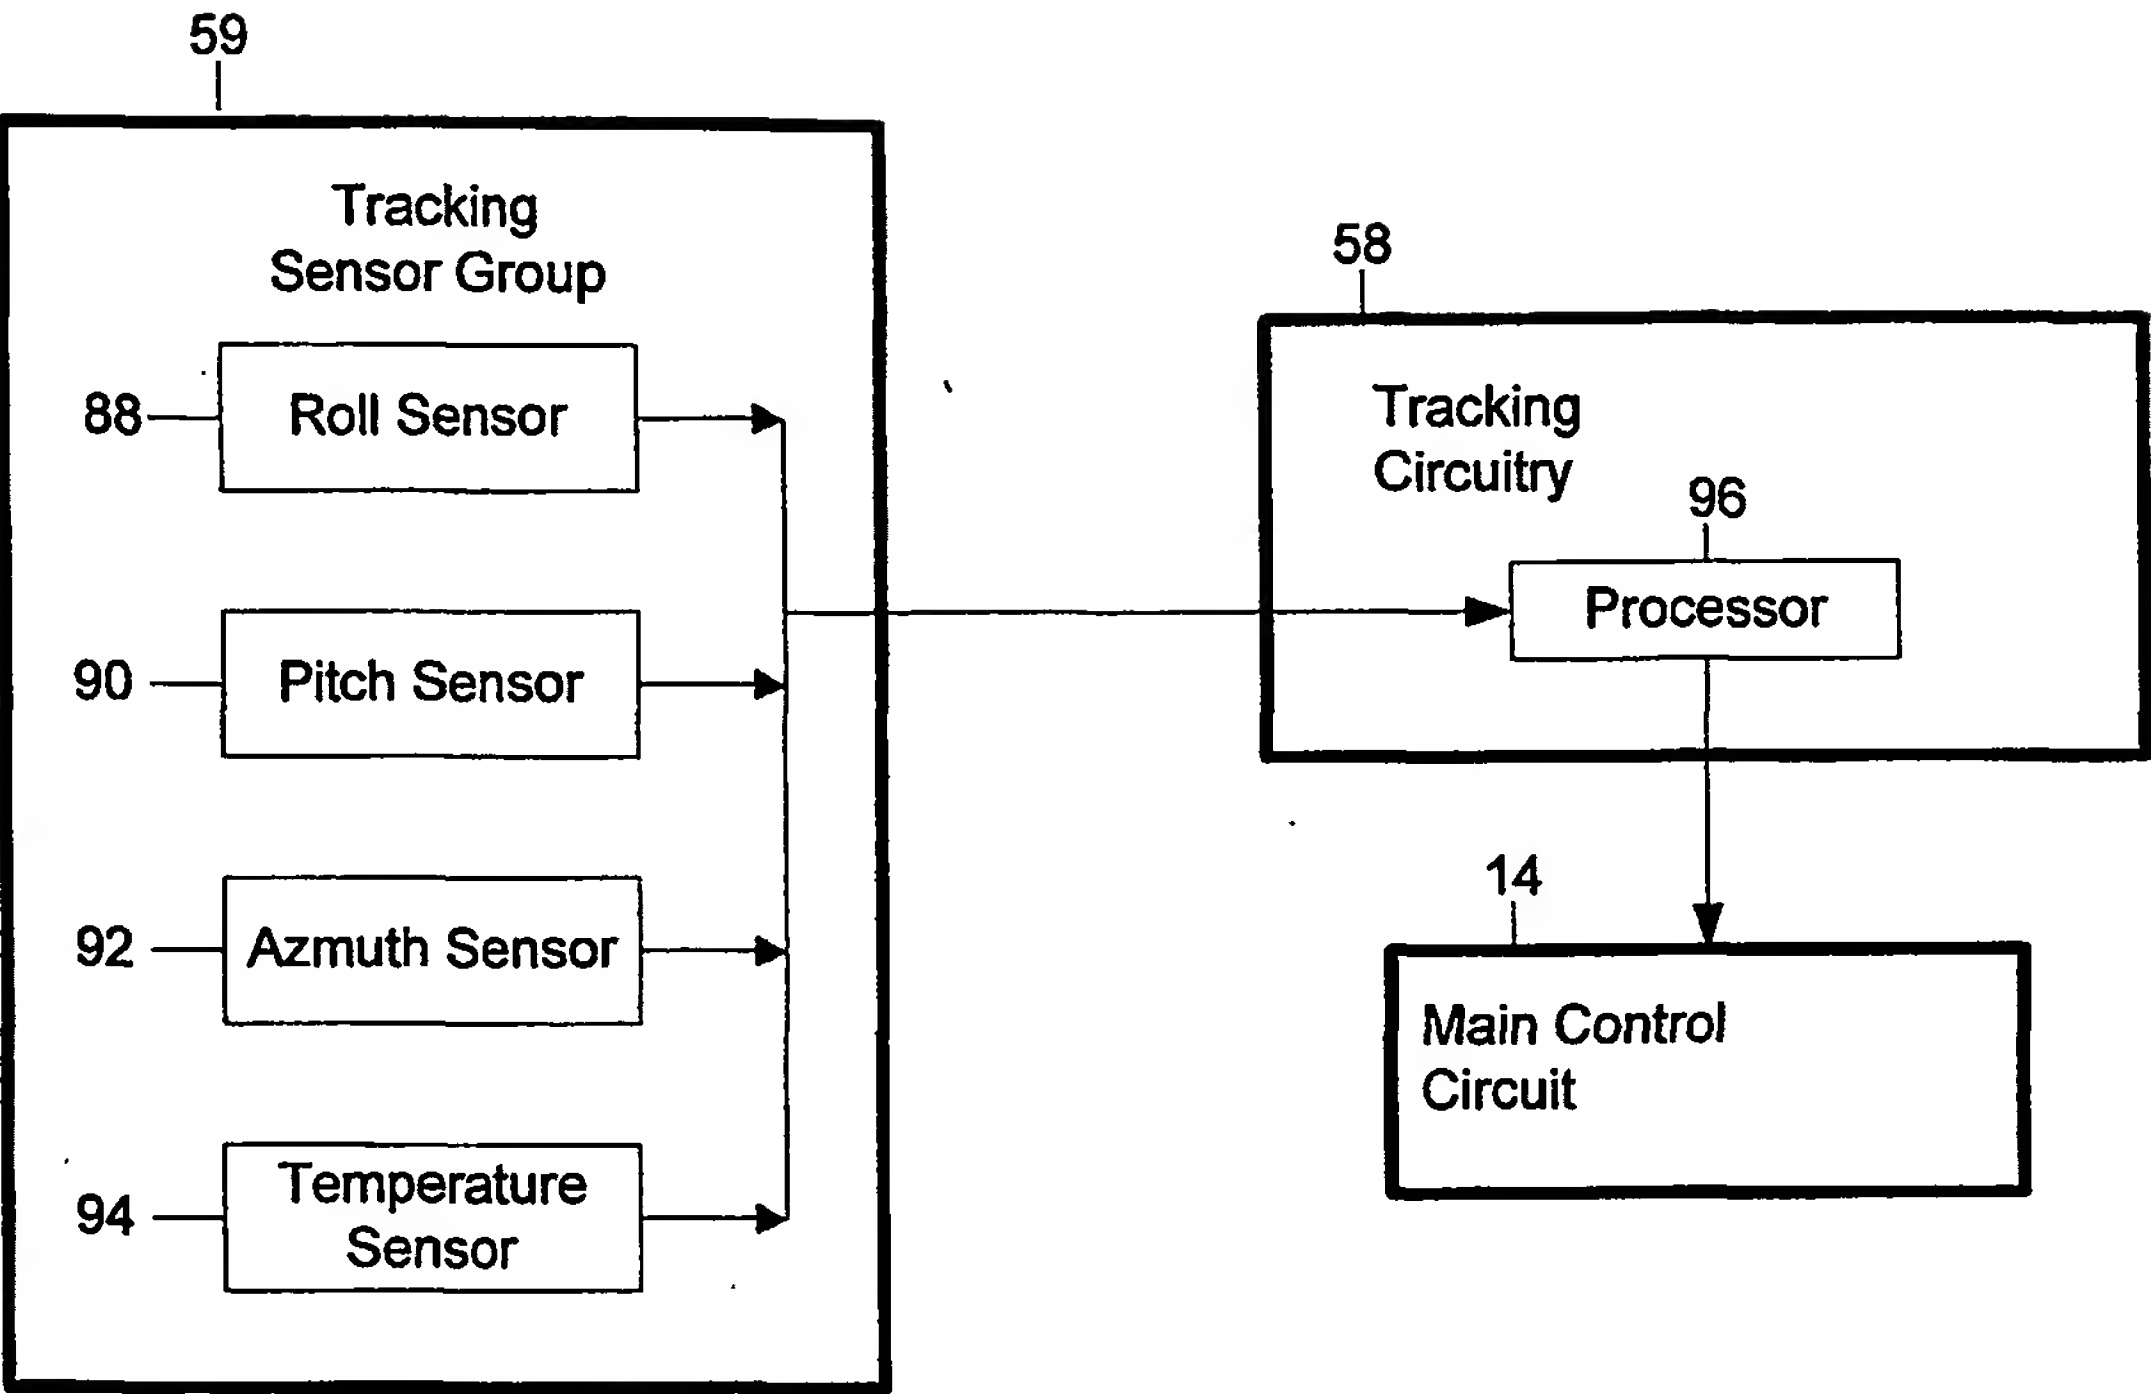 59
Tracking
Sensor Group
88
Roll Sensor
90
Pitch Sensor
92
Azmuth Sensor
94
Temperature
Sensor
58
Tracking
Circuitry
96
Processor
14
Main Control
Circuit